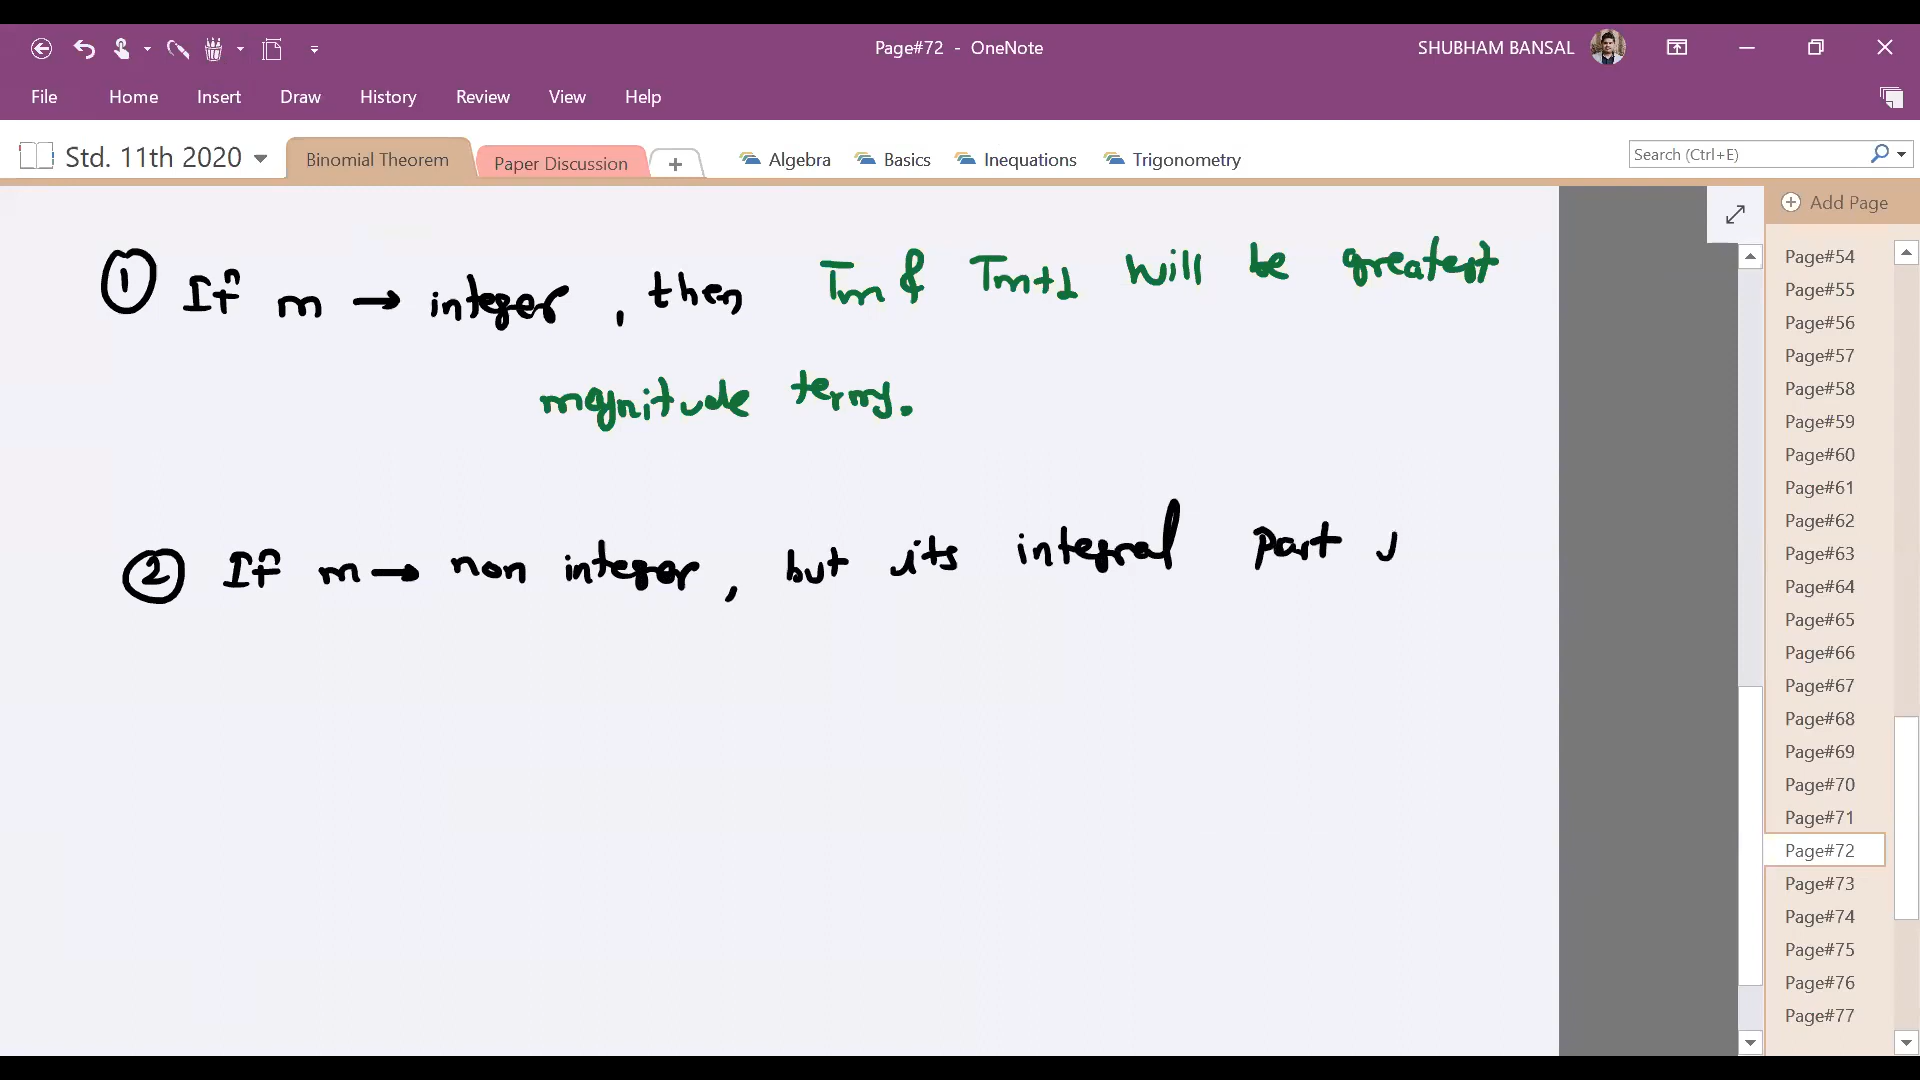 Page#72 - OneNote
SHUBHAM BANSAL
File Home Insert Draw History Review View Help
Std. 11th 2020
Binomial Theorem
Paper Discussion
+
Algebra
Basics
Inequations
Trigonometry
Search (Ctrl+E)
Add Page
① If m → integer , then Tm & Tm+1 will be greatest
magnitude terms.
② If m → non integer, but its integral part
Page#54
Page#55
Page#56
Page#57
Page#58
Page#59
Page#60
Page#61
Page#62
Page#63
Page#64
Page#65
Page#66
Page#67
Page#68
Page#69
Page#70
Page#71
Page#72
Page#73
Page#74
Page#75
Page#76
Page#77